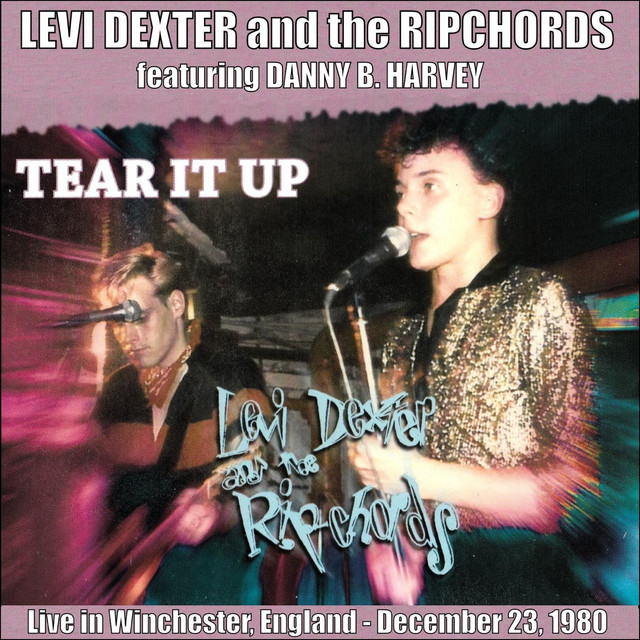 LEVI DEXTER and the RIPCHORDS
featuring DANNY B. HARVEY
TEAR IT UP
Levi Dexter
and the
Ripchords
Live in Winchester, England - December 23, 1980